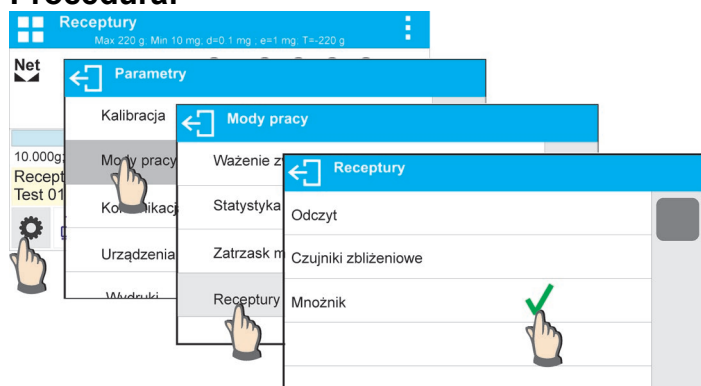 Procedura:
Receptury
Max 220 g; Min 10 mg; d=0.1 mg ; e=1 mg; T=-220 g
Net
10.000g;
Recept
Test 01
Parametry
Kalibracja
Mody pracy
Urządzenia
Wydruki
Mody pracy
Ważenie z
Statystyka
Zatrzask m
Receptury
Receptury
Odczyt
Czujniki zbliżeniowe
Mnożnik